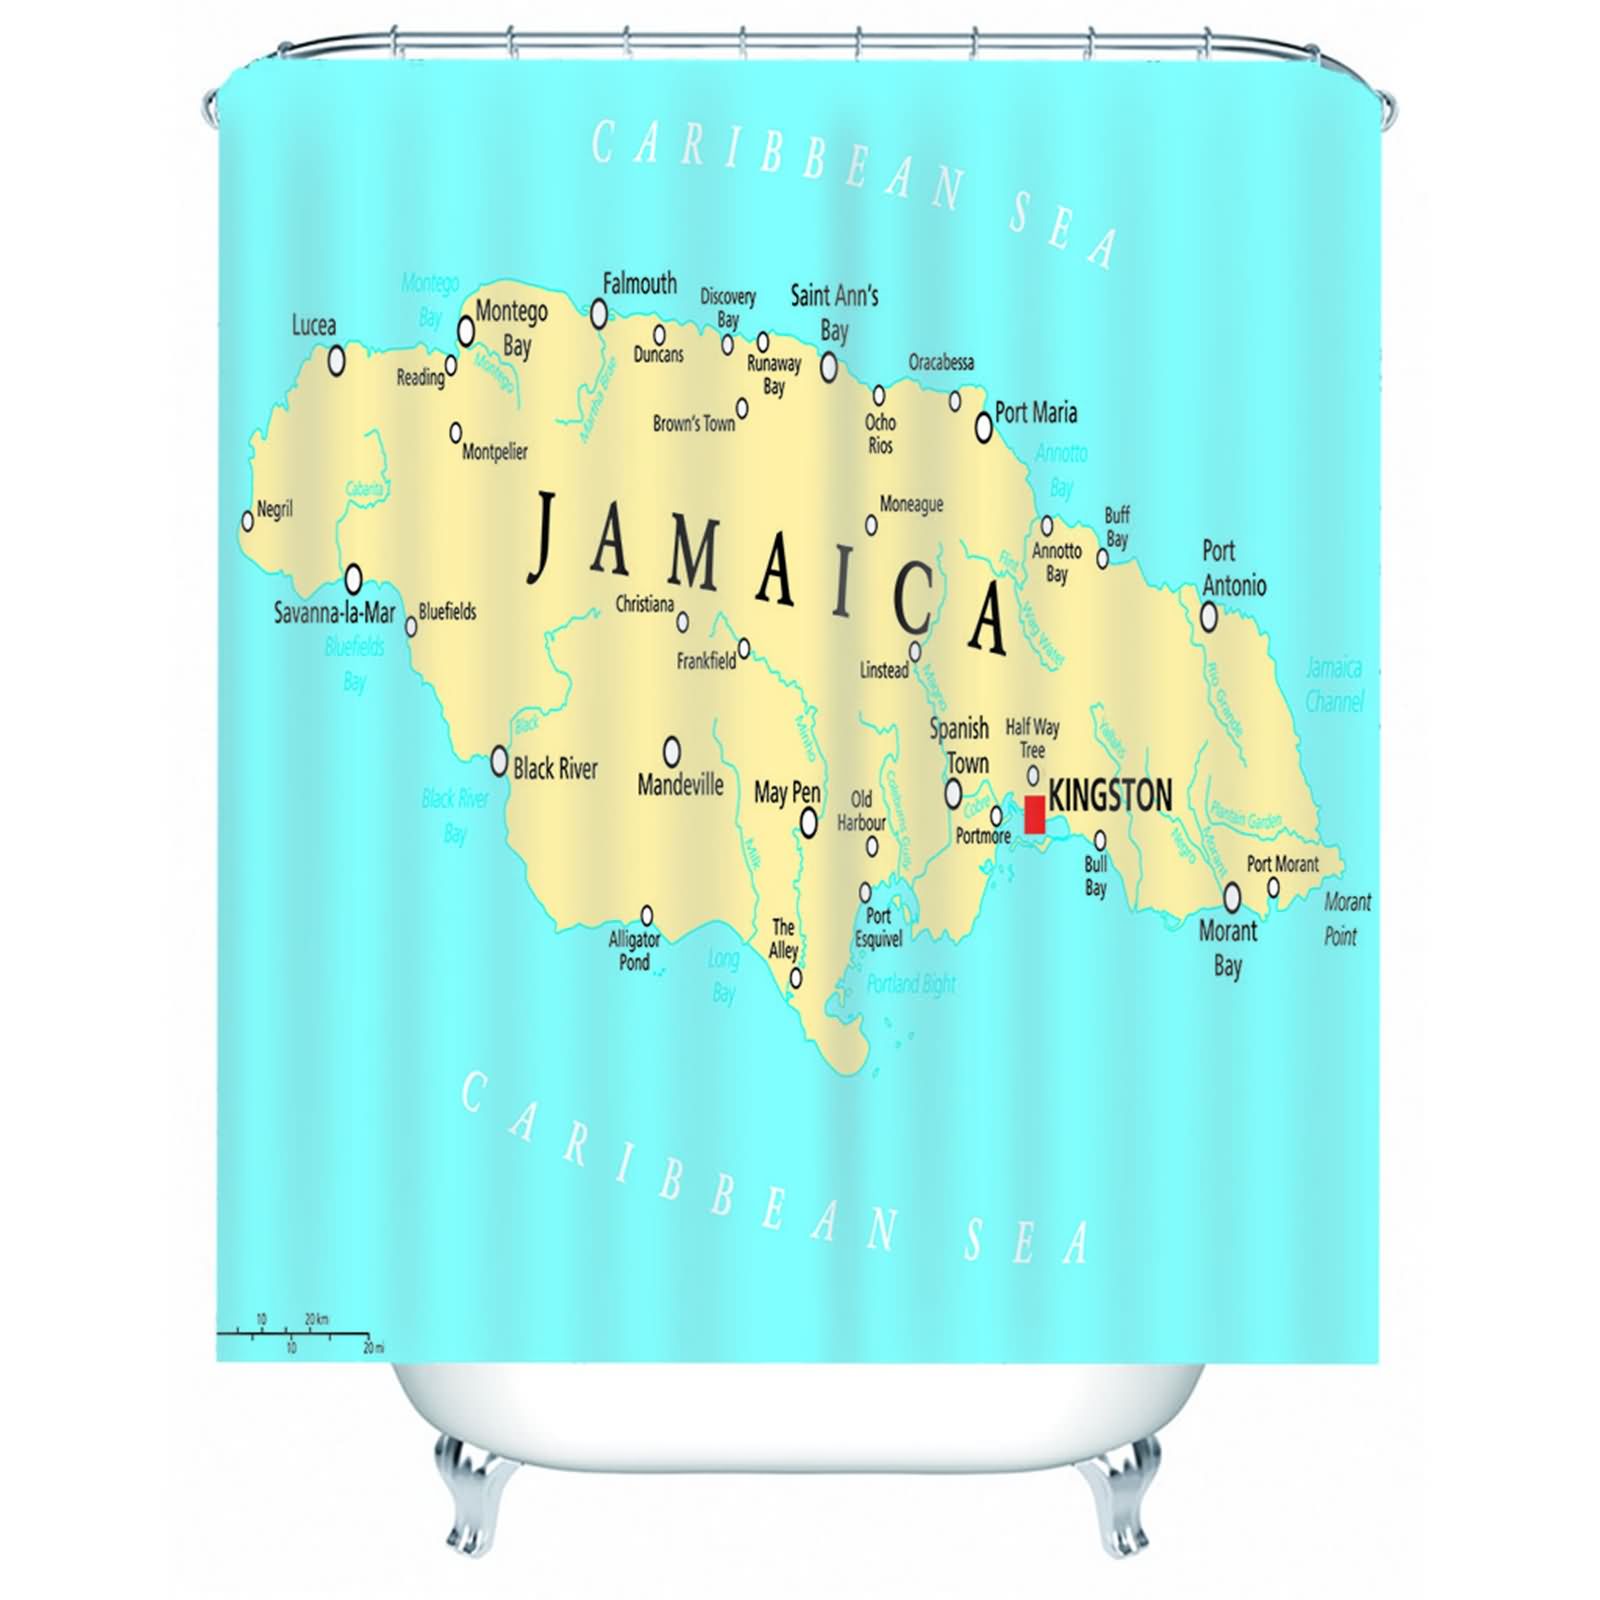 CARIBBEAN SEA
Montego
Bay
Falmouth
Discovery
Bay
Saint Ann's
Bay
Lucea
Montego
Bay
Reading
Montego
Martha Brae
Duncans
Runaway
Bay
Oracabessa
Brown's Town
Ocho
Rios
Port Maria
Montpelier
Annotto
Bay
Cabarita
Negril
JAMAICA
Moneague
Buff
Bay
Annotto
Bay
Flint
Port
Antonio
Savanna-la-Mar
Bluefields
Bluefields
Bay
Christiana
Frankfield
Linstead
Wag Water
Magno
Rio Grande
Jamaica
Channel
Black
Minho
Spanish
Town
Half Way
Tree
Yallahs
Black River
Mandeville
May Pen
Old
Harbour
KINGSTON
Black River
Bay
Coleburns Gully
Cobre
Portmore
Plantain Garden
Milk
Bull
Bay
Negro
Morant
Port Morant
Morant
Point
Port
Esquivel
Morant
Bay
Alligator
Pond
The
Alley
Long
Bay
Portland Bight
CARIBBEAN SEA
10 20 km
10 20 mi